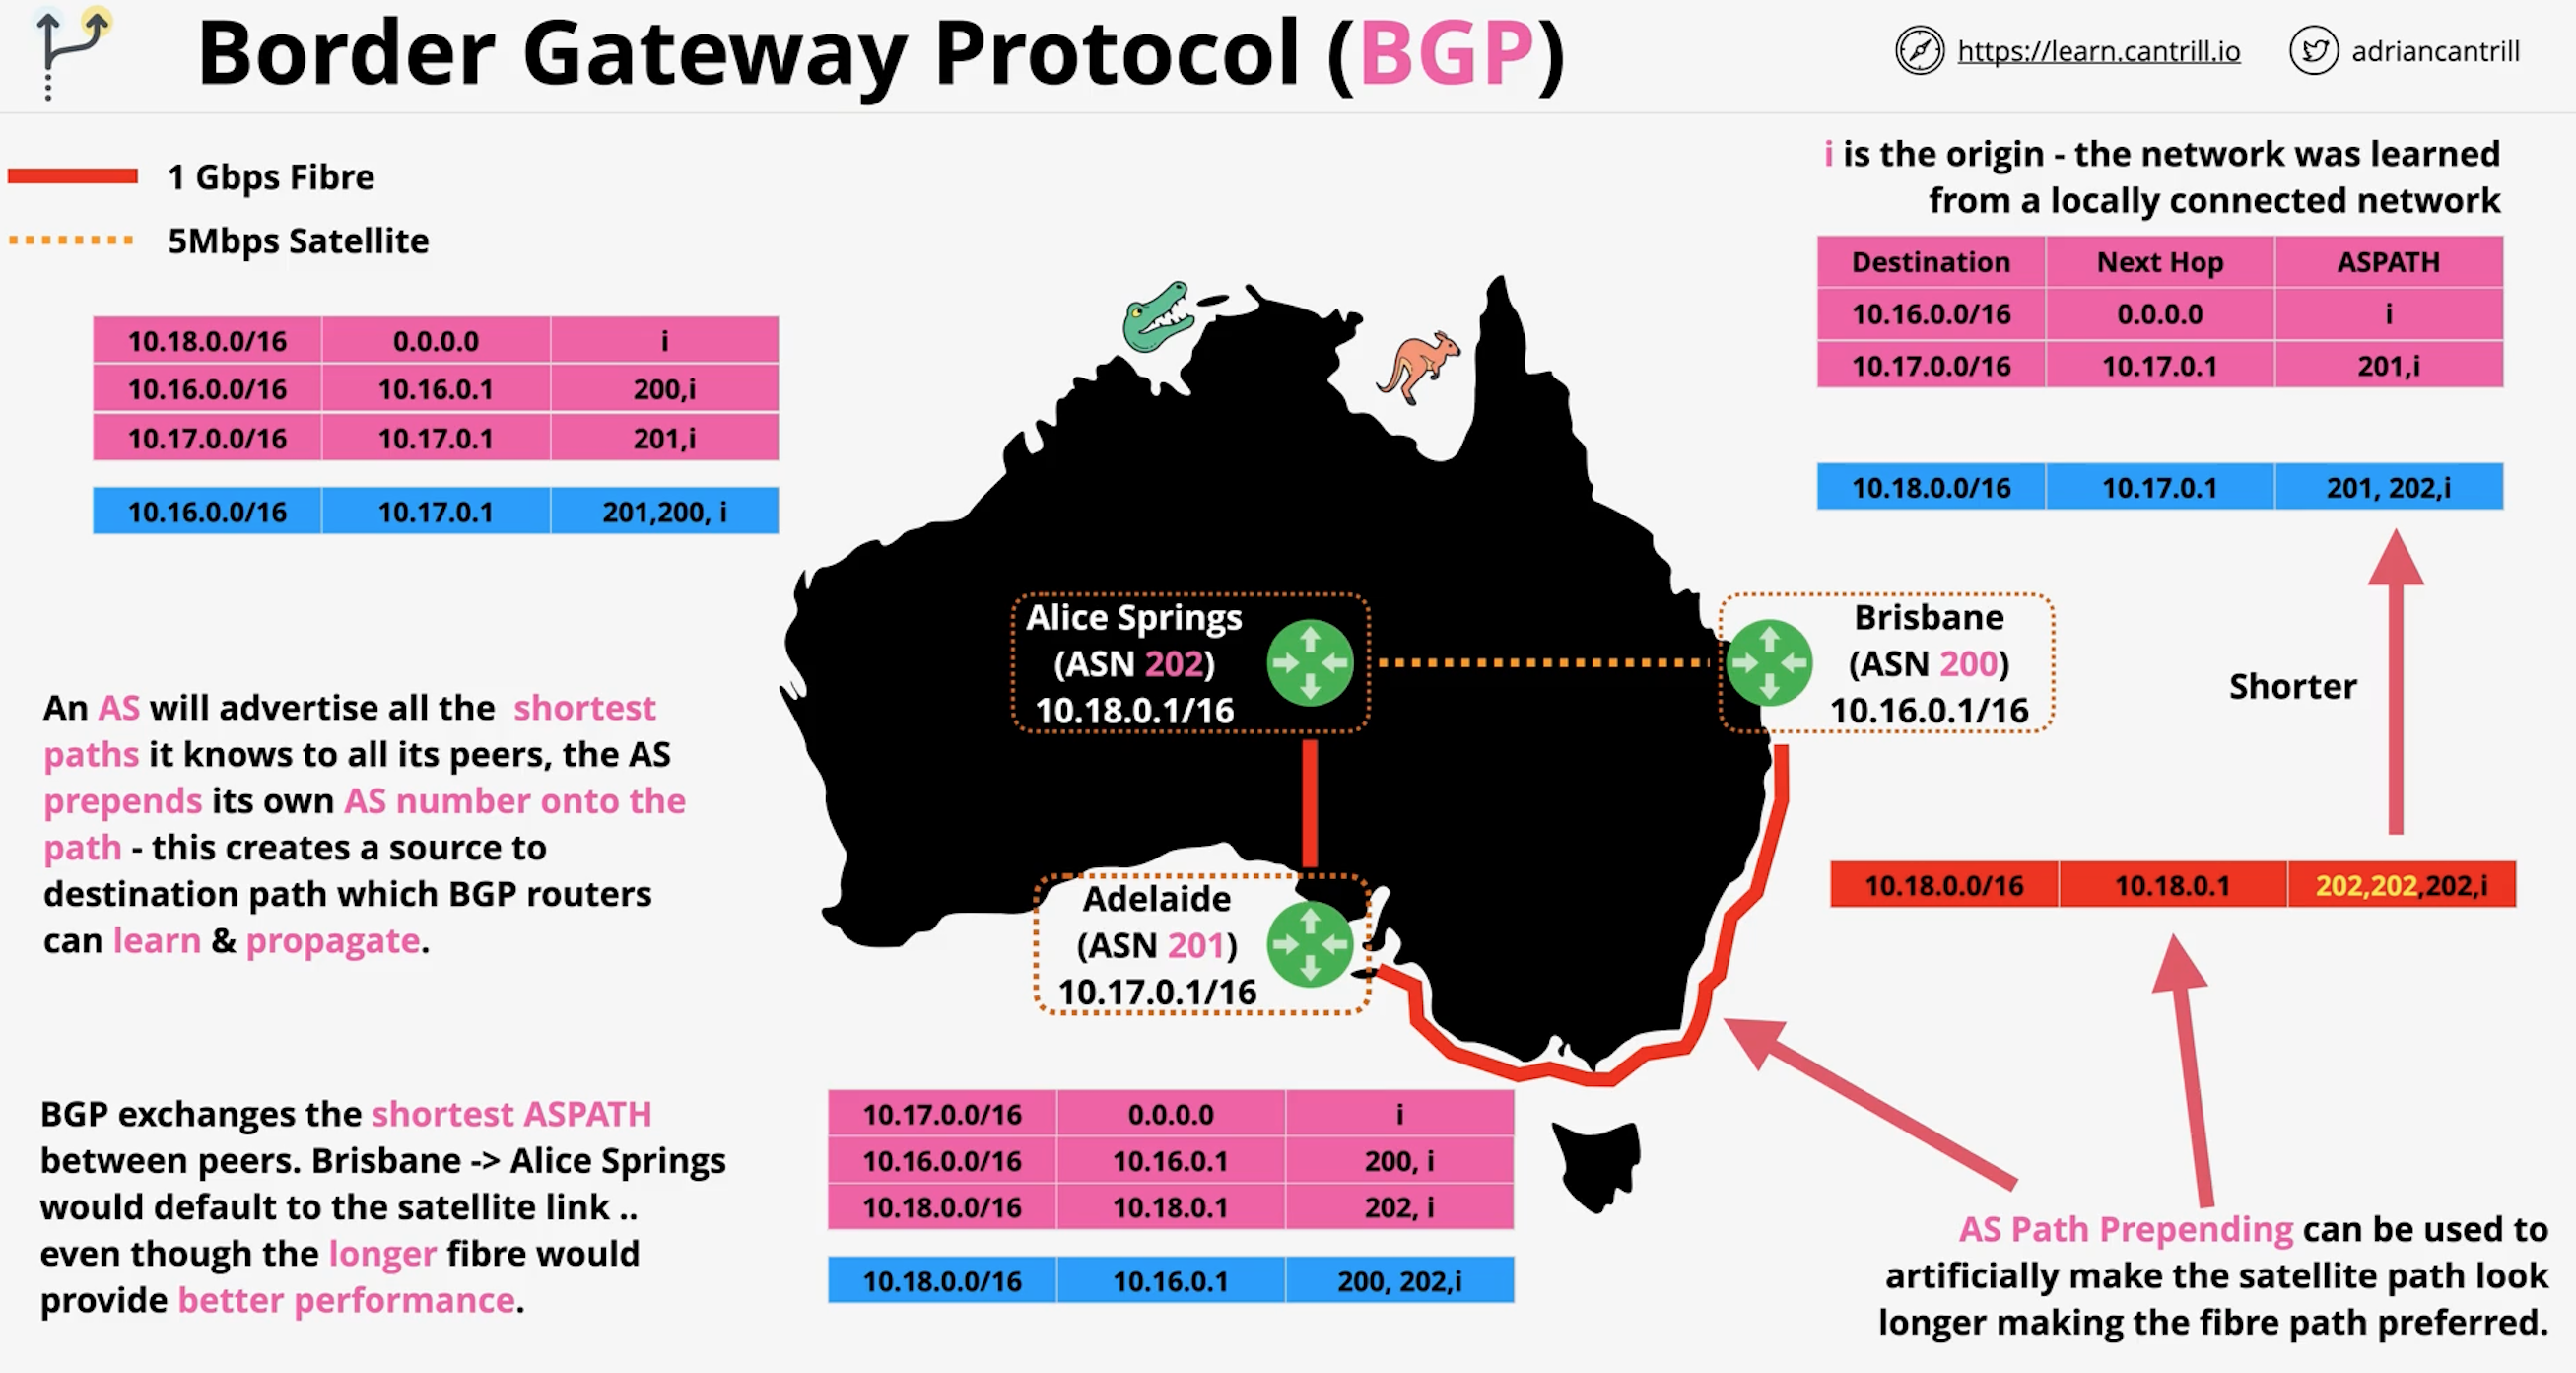 Border Gateway Protocol (BGP)
https://learn.cantrill.io
adriancantrill
1 Gbps Fibre
5Mbps Satellite
i is the origin - the network was learned
from a locally connected network
Destination Next Hop ASPATH
10.16.0.0/16 0.0.0.0 i
10.17.0.0/16 10.17.0.1 201,i
10.18.0.0/16 10.17.0.1 201, 202,i
10.18.0.0/16 0.0.0.0 i
10.16.0.0/16 10.16.0.1 200,i
10.17.0.0/16 10.17.0.1 201,i
10.16.0.0/16 10.17.0.1 201,200, i
Alice Springs
(ASN 202)
10.18.0.1/16
Brisbane
(ASN 200)
10.16.0.1/16
Shorter
An AS will advertise all the shortest
paths it knows to all its peers, the AS
prepends its own AS number onto the
path - this creates a source to
destination path which BGP routers
can learn & propagate.
Adelaide
(ASN 201)
10.17.0.1/16
10.18.0.0/16 10.18.0.1 202,202,202,i
BGP exchanges the shortest ASPATH
between peers. Brisbane -> Alice Springs
would default to the satellite link ..
even though the longer fibre would
provide better performance.
10.17.0.0/16 0.0.0.0 i
10.16.0.0/16 10.16.0.1 200, i
10.18.0.0/16 10.18.0.1 202, i
10.18.0.0/16 10.16.0.1 200, 202,i
AS Path Prepending can be used to
artificially make the satellite path look
longer making the fibre path preferred.